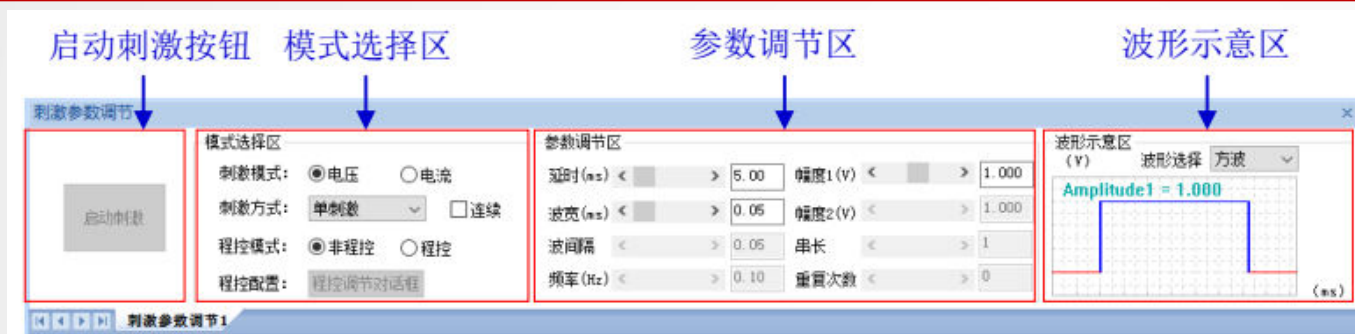 启动刺激按钮 模式选择区 参数调节区 波形示意区
刺激参数调节 ×
启动刺激
模式选择区
刺激模式: 电压 电流
刺激方式: 单刺激 连续
程控模式: 非程控 程控
程控配置: 程控调节对话框
参数调节区
延时(ms) < > 5.00 幅度1(V) < > 1.000
波宽(ms) < > 0.05 幅度2(V) < > 1.000
波间隔 < > 0.05 串长 < > 1
频率(Hz) < > 0.10 重复次数 < > 0
波形示意区
(V) 波形选择 方波
Amplitude1 = 1.000
(ms)
刺激参数调节1